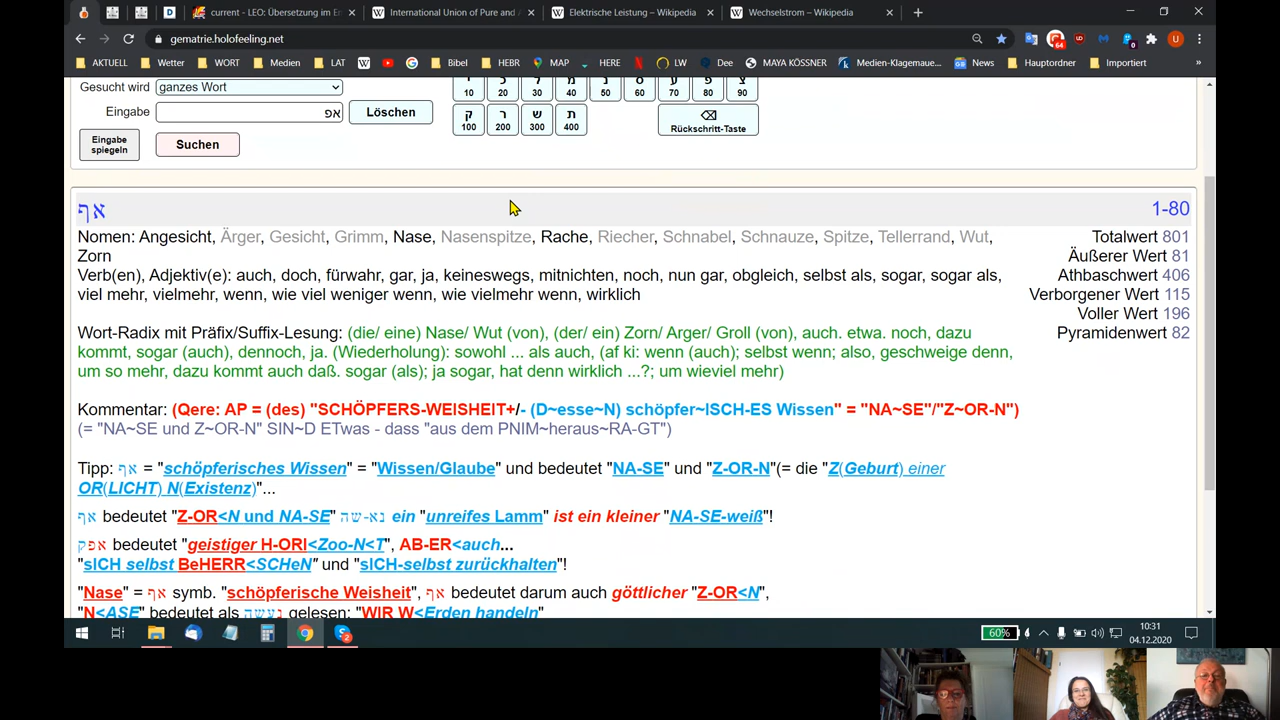 current - LEO: Übersetzung im E
International Union of Pure and A
Elektrische Leistung – Wikipedia
Wechselstrom – Wikipedia
gematrie.holofeeling.net
AKTUELL Wetter WORT Medien LAT Bibel HEBR MAP HERE LW Dee MAYA KÖSSNER Medien-Klagemaue... News Hauptordner Importiert »
Gesucht wird ganzes Wort
Eingabe אפ Löschen
Eingabe spiegeln Suchen
י כ ל מ נ ס ע פ צ
10 20 30 40 50 60 70 80 90
ק ר ש ת
100 200 300 400 Rückschritt-Taste
אף 1-80
Nomen: Angesicht, Ärger, Gesicht, Grimm, Nase, Nasenspitze, Rache, Riecher, Schnabel, Schnauze, Spitze, Tellerrand, Wut,
Zorn
Verb(en), Adjektiv(e): auch, doch, fürwahr, gar, ja, keineswegs, mitnichten, noch, nun gar, obgleich, selbst als, sogar, sogar als,
viel mehr, vielmehr, wenn, wie viel weniger wenn, wie vielmehr wenn, wirklich
Totalwert 801
Äußerer Wert 81
Athbaschwert 406
Verborgener Wert 115
Voller Wert 196
Pyramidenwert 82
Wort-Radix mit Präfix/Suffix-Lesung: (die/ eine) Nase/ Wut (von), (der/ ein) Zorn/ Arger/ Groll (von), auch. etwa. noch, dazu
kommt, sogar (auch), dennoch, ja. (Wiederholung): sowohl ... als auch, (af ki: wenn (auch); selbst wenn; also, geschweige denn,
um so mehr, dazu kommt auch daß. sogar (als); ja sogar, hat denn wirklich ...?; um wieviel mehr)
Kommentar: (Qere: AP = (des) "SCHÖPFERS-WEISHEIT+/- (D~esse~N) schöpfer~ISCH-ES Wissen" = "NA~SE"/"Z~OR-N")
(= "NA~SE und Z~OR-N" SIN~D ETwas - dass "aus dem PNIM~heraus~RA-GT")
Tipp: אף = "schöpferisches Wissen" = "Wissen/Glaube" und bedeutet "NA-SE" und "Z-OR-N"(= die "Z(Geburt) einer
OR(LICHT) N(Existenz)"...
אף bedeutet "Z-OR<N und NA-SE" נא-שה ein "unreifes Lamm" ist ein kleiner "NA-SE-weiß"!
אפק bedeutet "geistiger H-ORI<Zoo-N<T", AB-ER<auch...
"sICH selbst BeHERR<SCHeN" und "sICH-selbst zurückhalten"!
"Nase" = אף symb. "schöpferische Weisheit", אף bedeutet darum auch göttlicher "Z-OR<N",
"N<ASE" bedeutet als נעשה gelesen: "WIR W<Erden handeln"
60%
10:31
04.12.2020